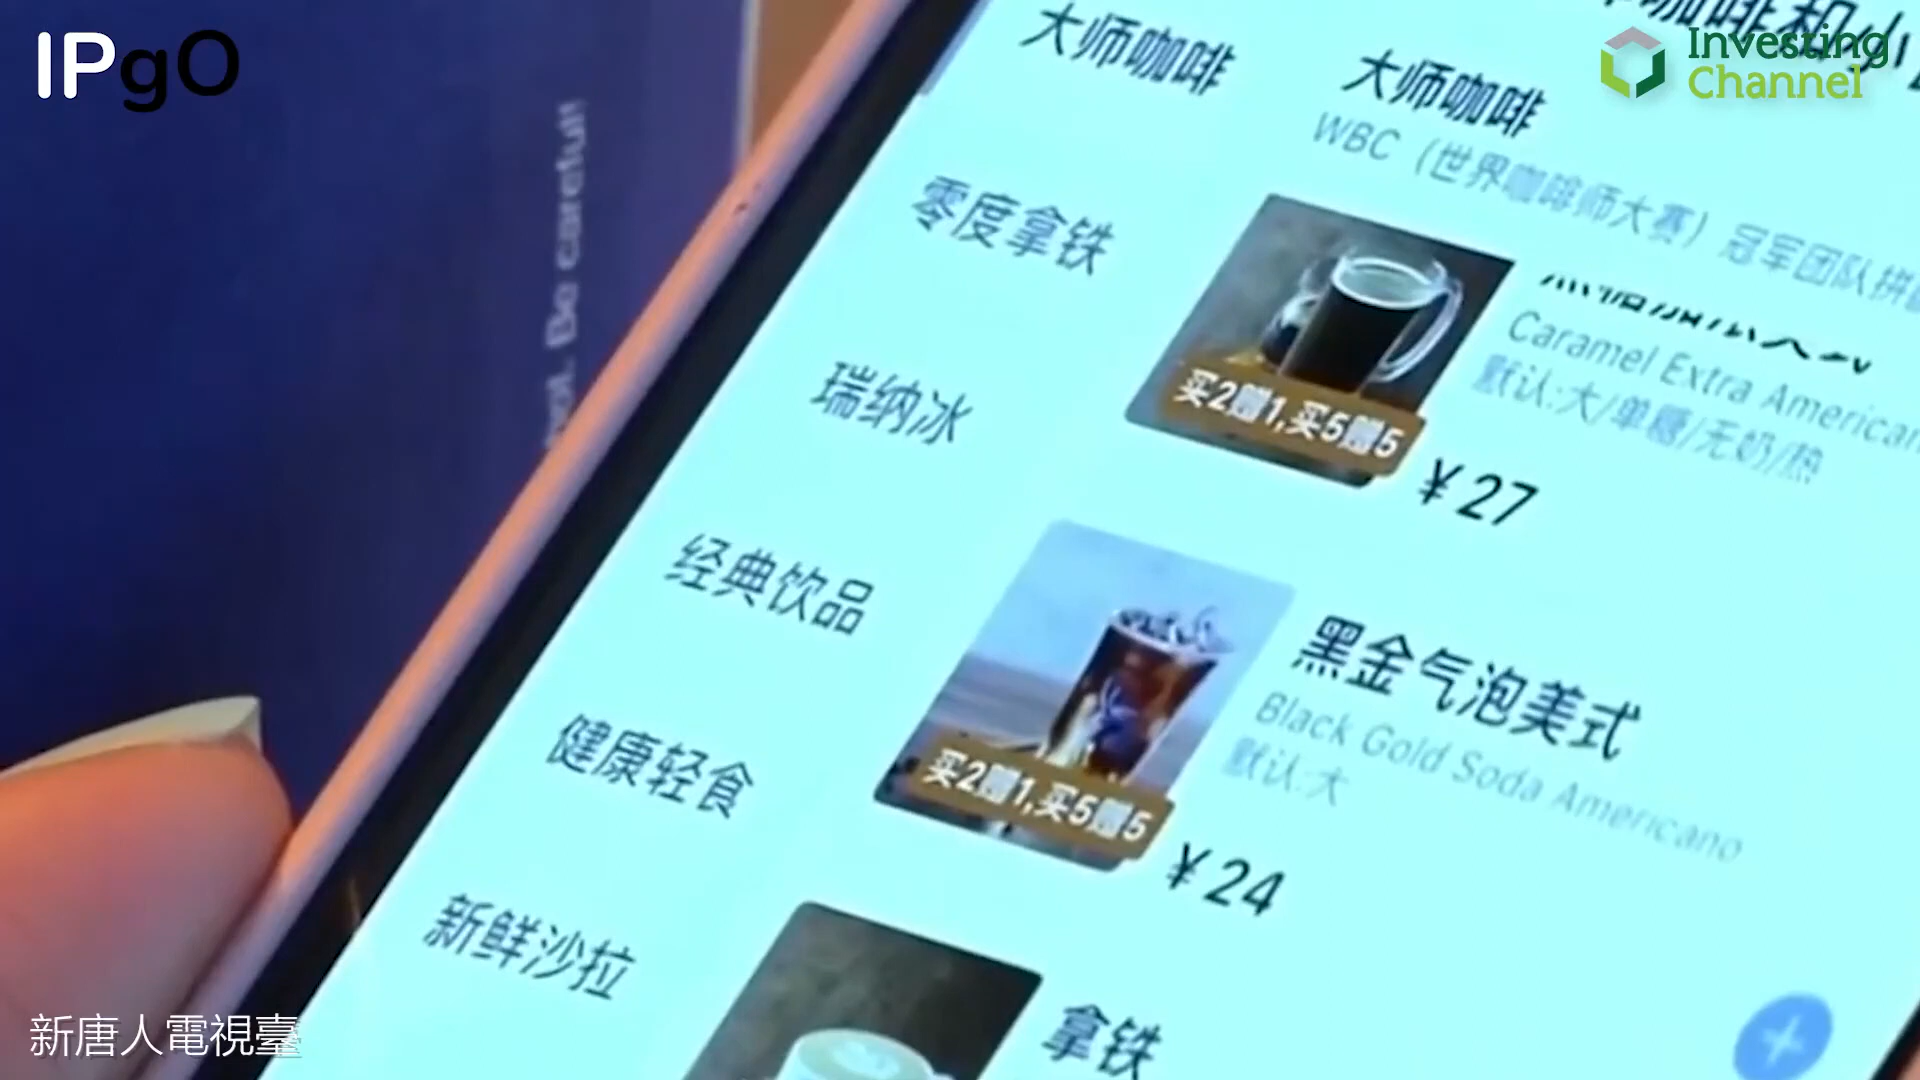 IPgO
Investing
Channel
大师咖啡
大师咖啡
WBC（世界咖啡师大赛）冠军团队拼
零度拿铁
Caramel Extra American
默认:大/单糖/无奶/热
买2赠1,买5赠5
¥27
瑞纳冰
经典饮品
黑金气泡美式
Black Gold Soda Americano
默认:大
买2赠1,买5赠5
¥24
健康轻食
新鲜沙拉
拿铁
Be careful!
新唐人電視臺